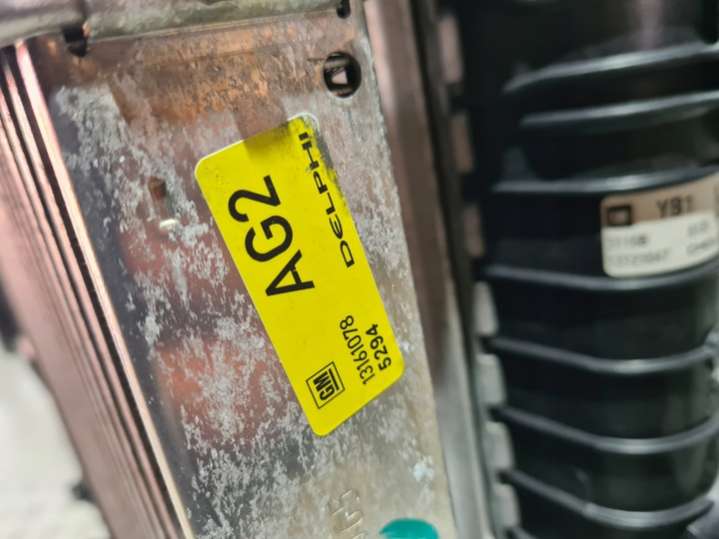 AG2
DELPHI
GM
13161078
5294
YB1